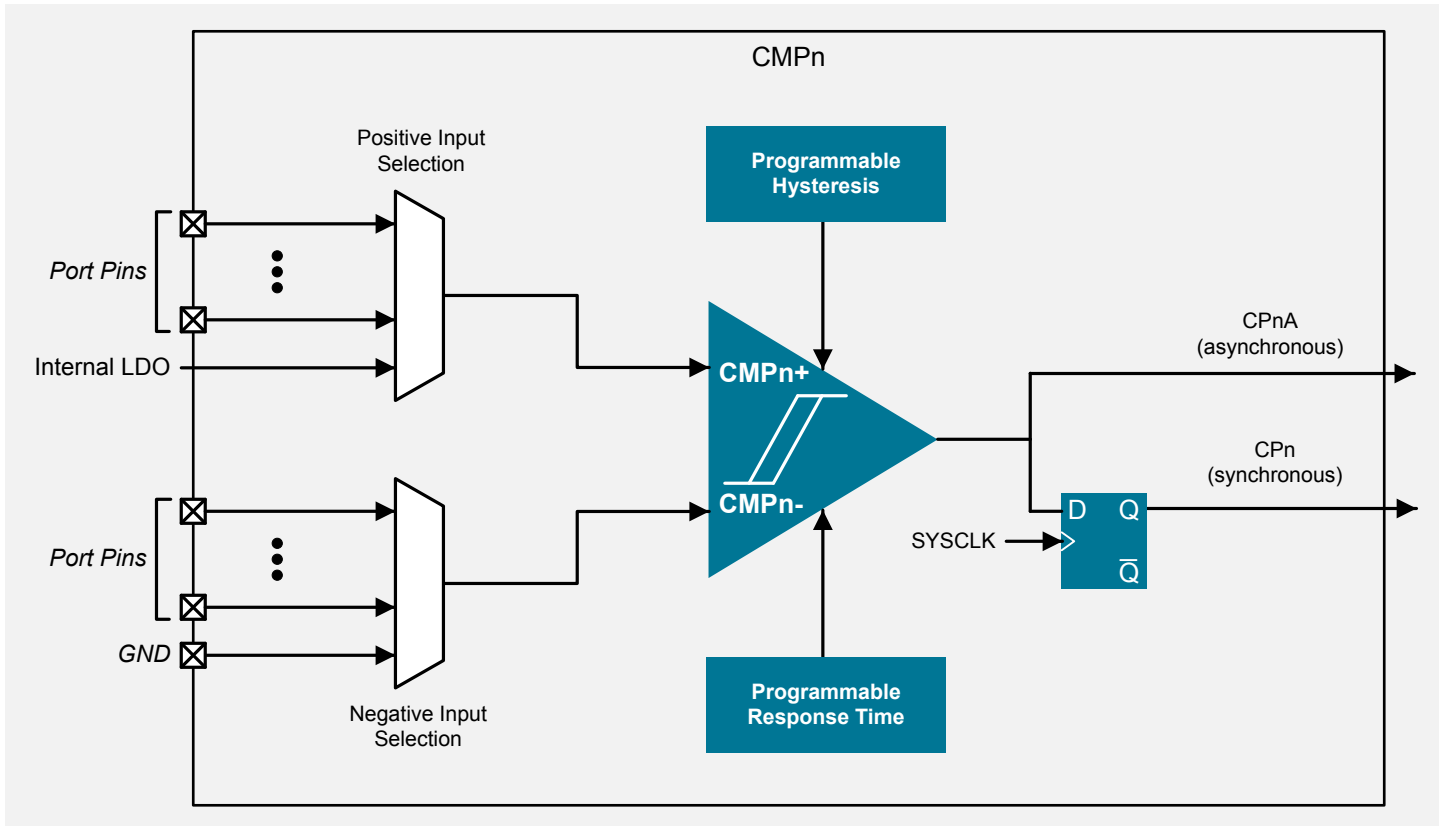 CMPn
Positive Input
Selection
Programmable
Hysteresis
Port Pins
Internal LDO
CMPn+
CPnA
(asynchronous)
CPn
(synchronous)
CMPn-
Port Pins
D Q
SYSCLK
Q̅
GND
Negative Input
Selection
Programmable
Response Time